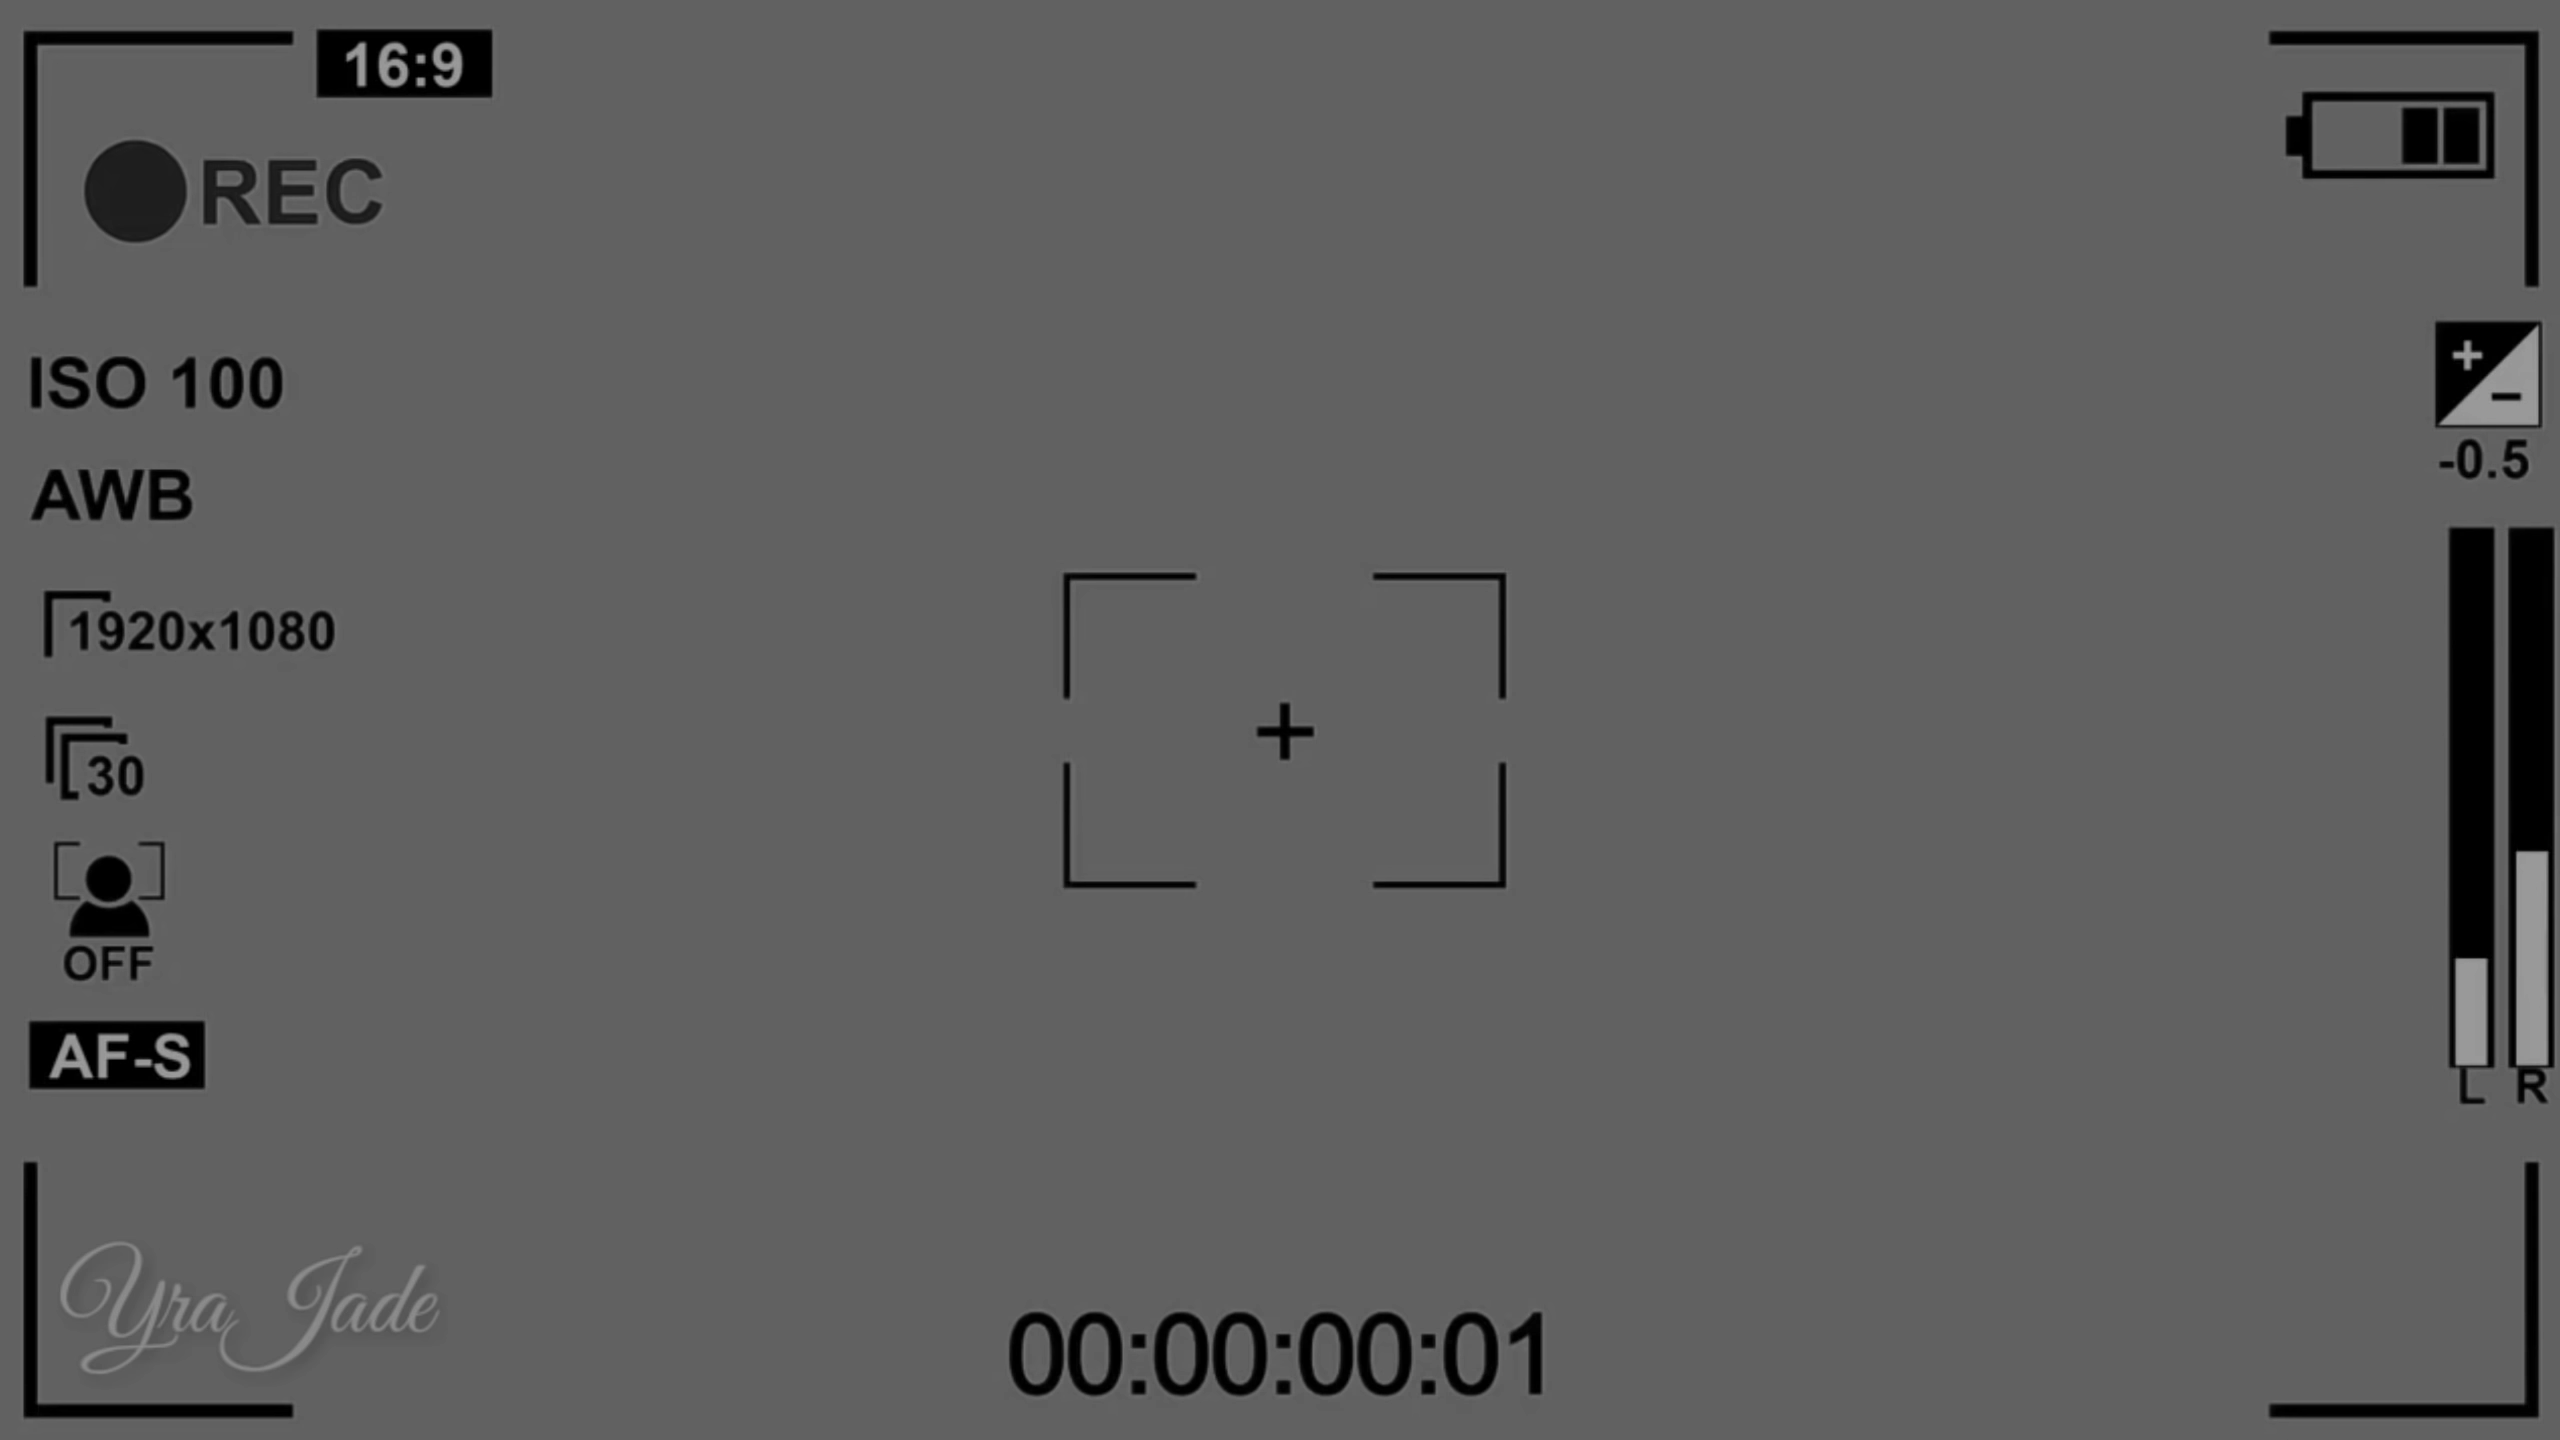 16:9
REC
ISO 100
AWB
1920x1080
30
OFF
AF-S
+
-
-0.5
L R
Yra Jade
00:00:00:01